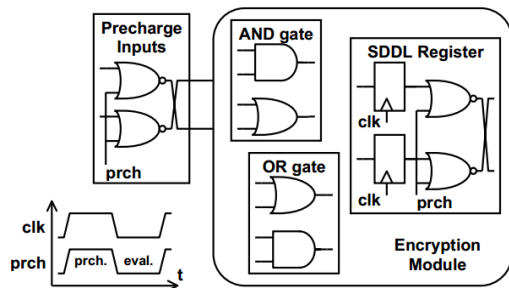 Precharge
Inputs
prch
AND gate
OR gate
SDDL Register
clk
clk
prch
Encryption
Module
clk
prch
prch.
eval.
t